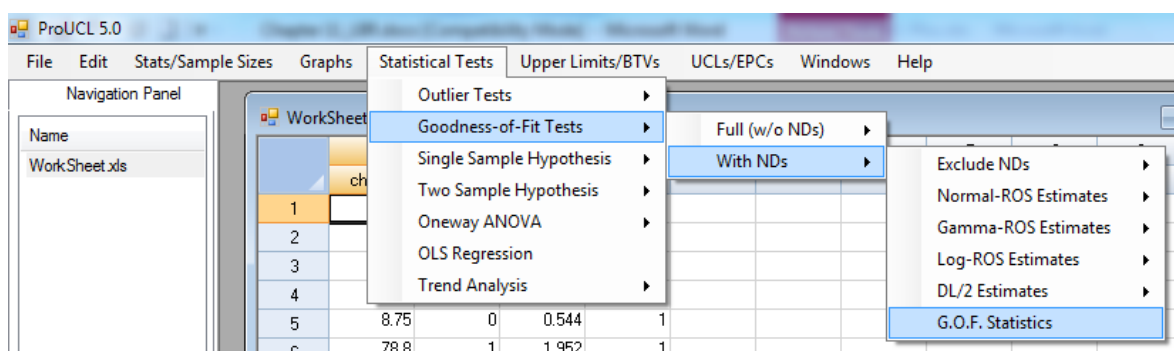 ProUCL 5.0
File Edit Stats/Sample Sizes Graphs Statistical Tests Upper Limits/BTVs UCLs/EPCs Windows Help
Navigation Panel
Name
WorkSheet.xls
WorkSheet
Outlier Tests
Goodness-of-Fit Tests
Single Sample Hypothesis
Two Sample Hypothesis
Oneway ANOVA
OLS Regression
Trend Analysis
Full (w/o NDs)
With NDs
Exclude NDs
Normal-ROS Estimates
Gamma-ROS Estimates
Log-ROS Estimates
DL/2 Estimates
G.O.F. Statistics
ch
1
2
3
4
5 8.75 0 0.544 1
6 78.8 1 1.952 1